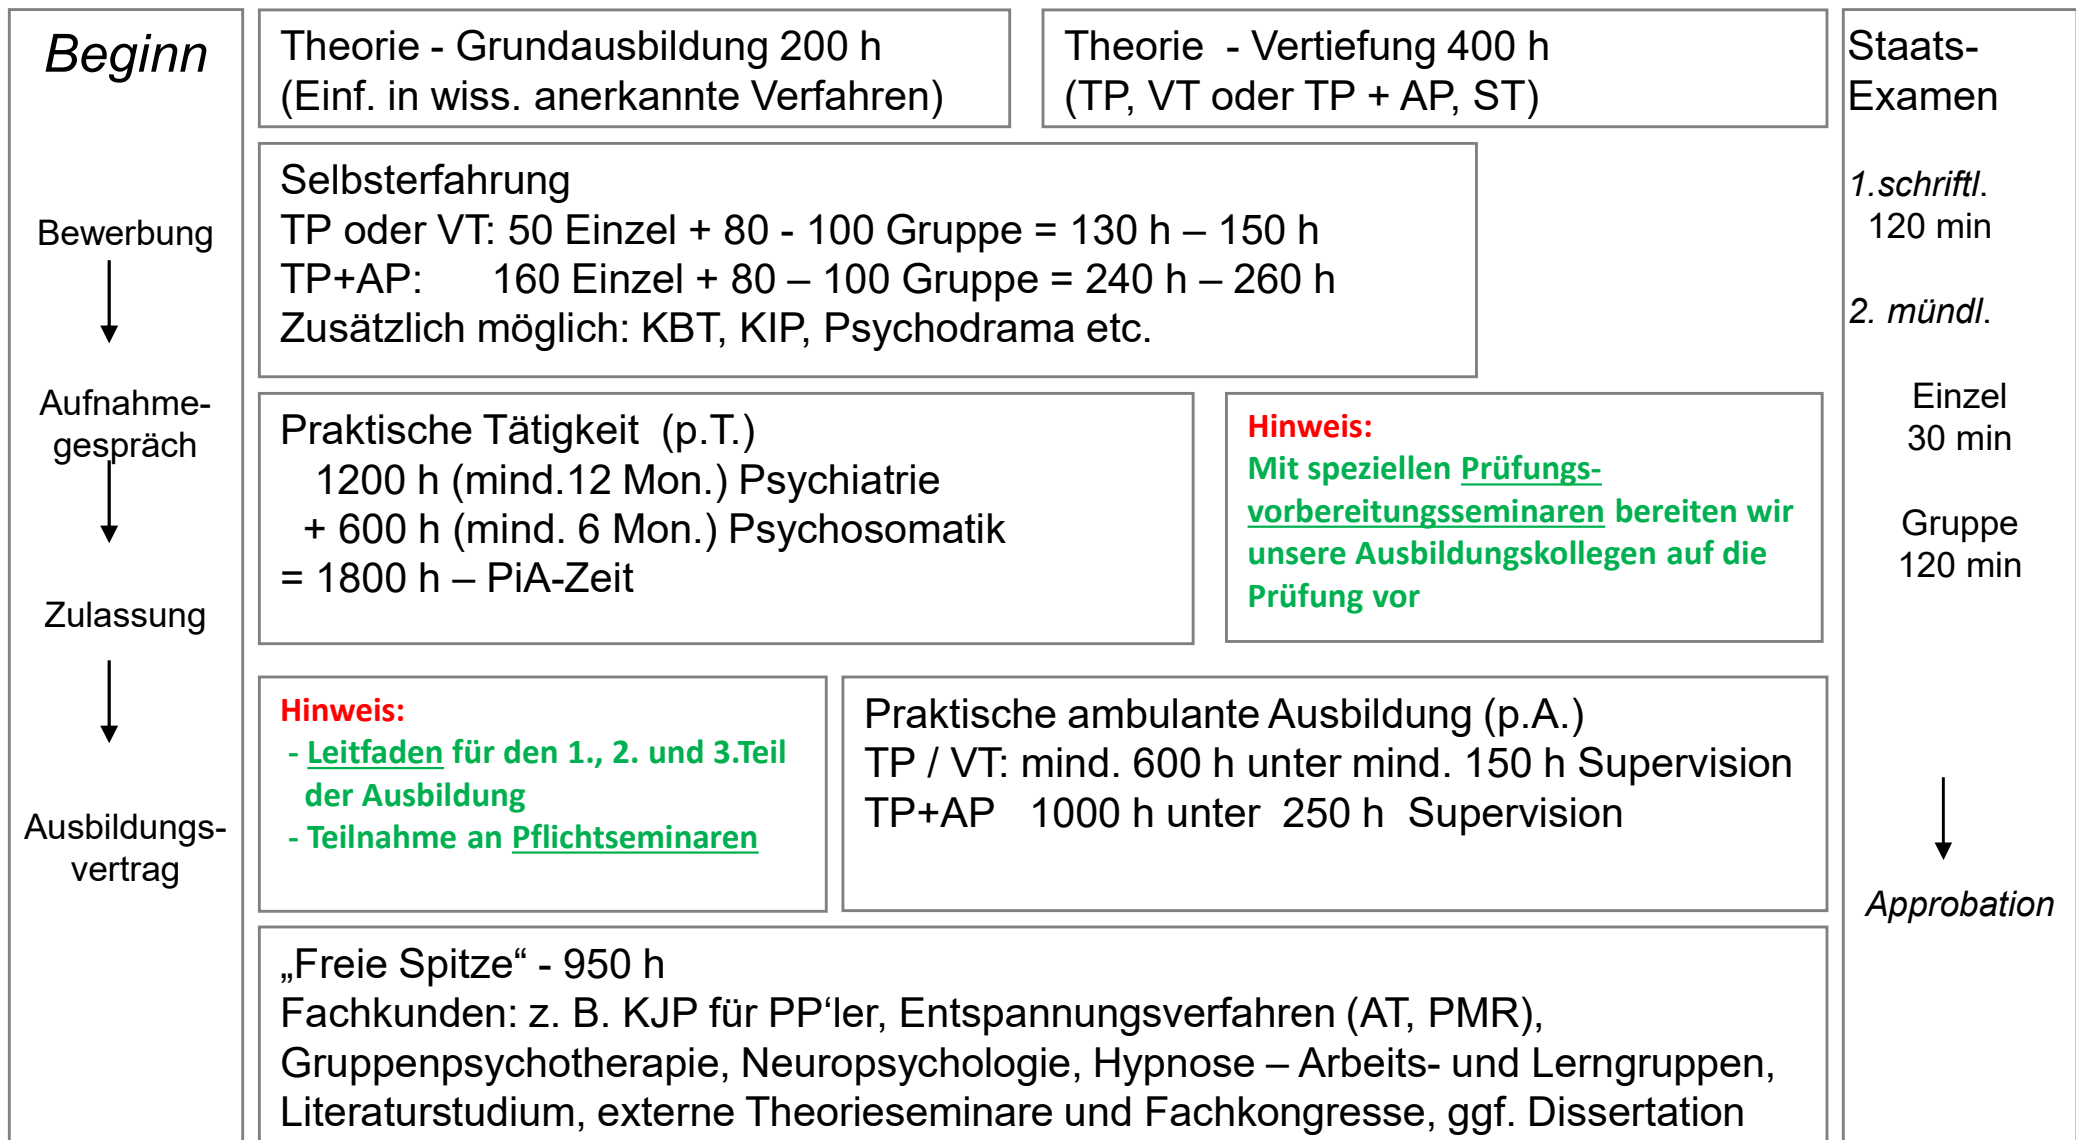 Beginn
Bewerbung
Aufnahme-
gespräch
Zulassung
Ausbildungs-
vertrag
Theorie - Grundausbildung 200 h
(Einf. in wiss. anerkannte Verfahren)
Theorie - Vertiefung 400 h
(TP, VT oder TP + AP, ST)
Selbsterfahrung
TP oder VT: 50 Einzel + 80 - 100 Gruppe = 130 h – 150 h
TP+AP: 160 Einzel + 80 – 100 Gruppe = 240 h – 260 h
Zusätzlich möglich: KBT, KIP, Psychodrama etc.
Praktische Tätigkeit (p.T.)
1200 h (mind.12 Mon.) Psychiatrie
+ 600 h (mind. 6 Mon.) Psychosomatik
= 1800 h – PiA-Zeit
Hinweis:
Mit speziellen Prüfungs-
vorbereitungsseminaren bereiten wir
unsere Ausbildungskollegen auf die
Prüfung vor
Hinweis:
- Leitfaden für den 1., 2. und 3.Teil
der Ausbildung
- Teilnahme an Pflichtseminaren
Praktische ambulante Ausbildung (p.A.)
TP / VT: mind. 600 h unter mind. 150 h Supervision
TP+AP 1000 h unter 250 h Supervision
„Freie Spitze“ - 950 h
Fachkunden: z. B. KJP für PP‘ler, Entspannungsverfahren (AT, PMR),
Gruppenpsychotherapie, Neuropsychologie, Hypnose – Arbeits- und Lerngruppen,
Literaturstudium, externe Theorieseminare und Fachkongresse, ggf. Dissertation
Staats-
Examen
1.schriftl.
120 min
2. mündl.
Einzel
30 min
Gruppe
120 min
Approbation